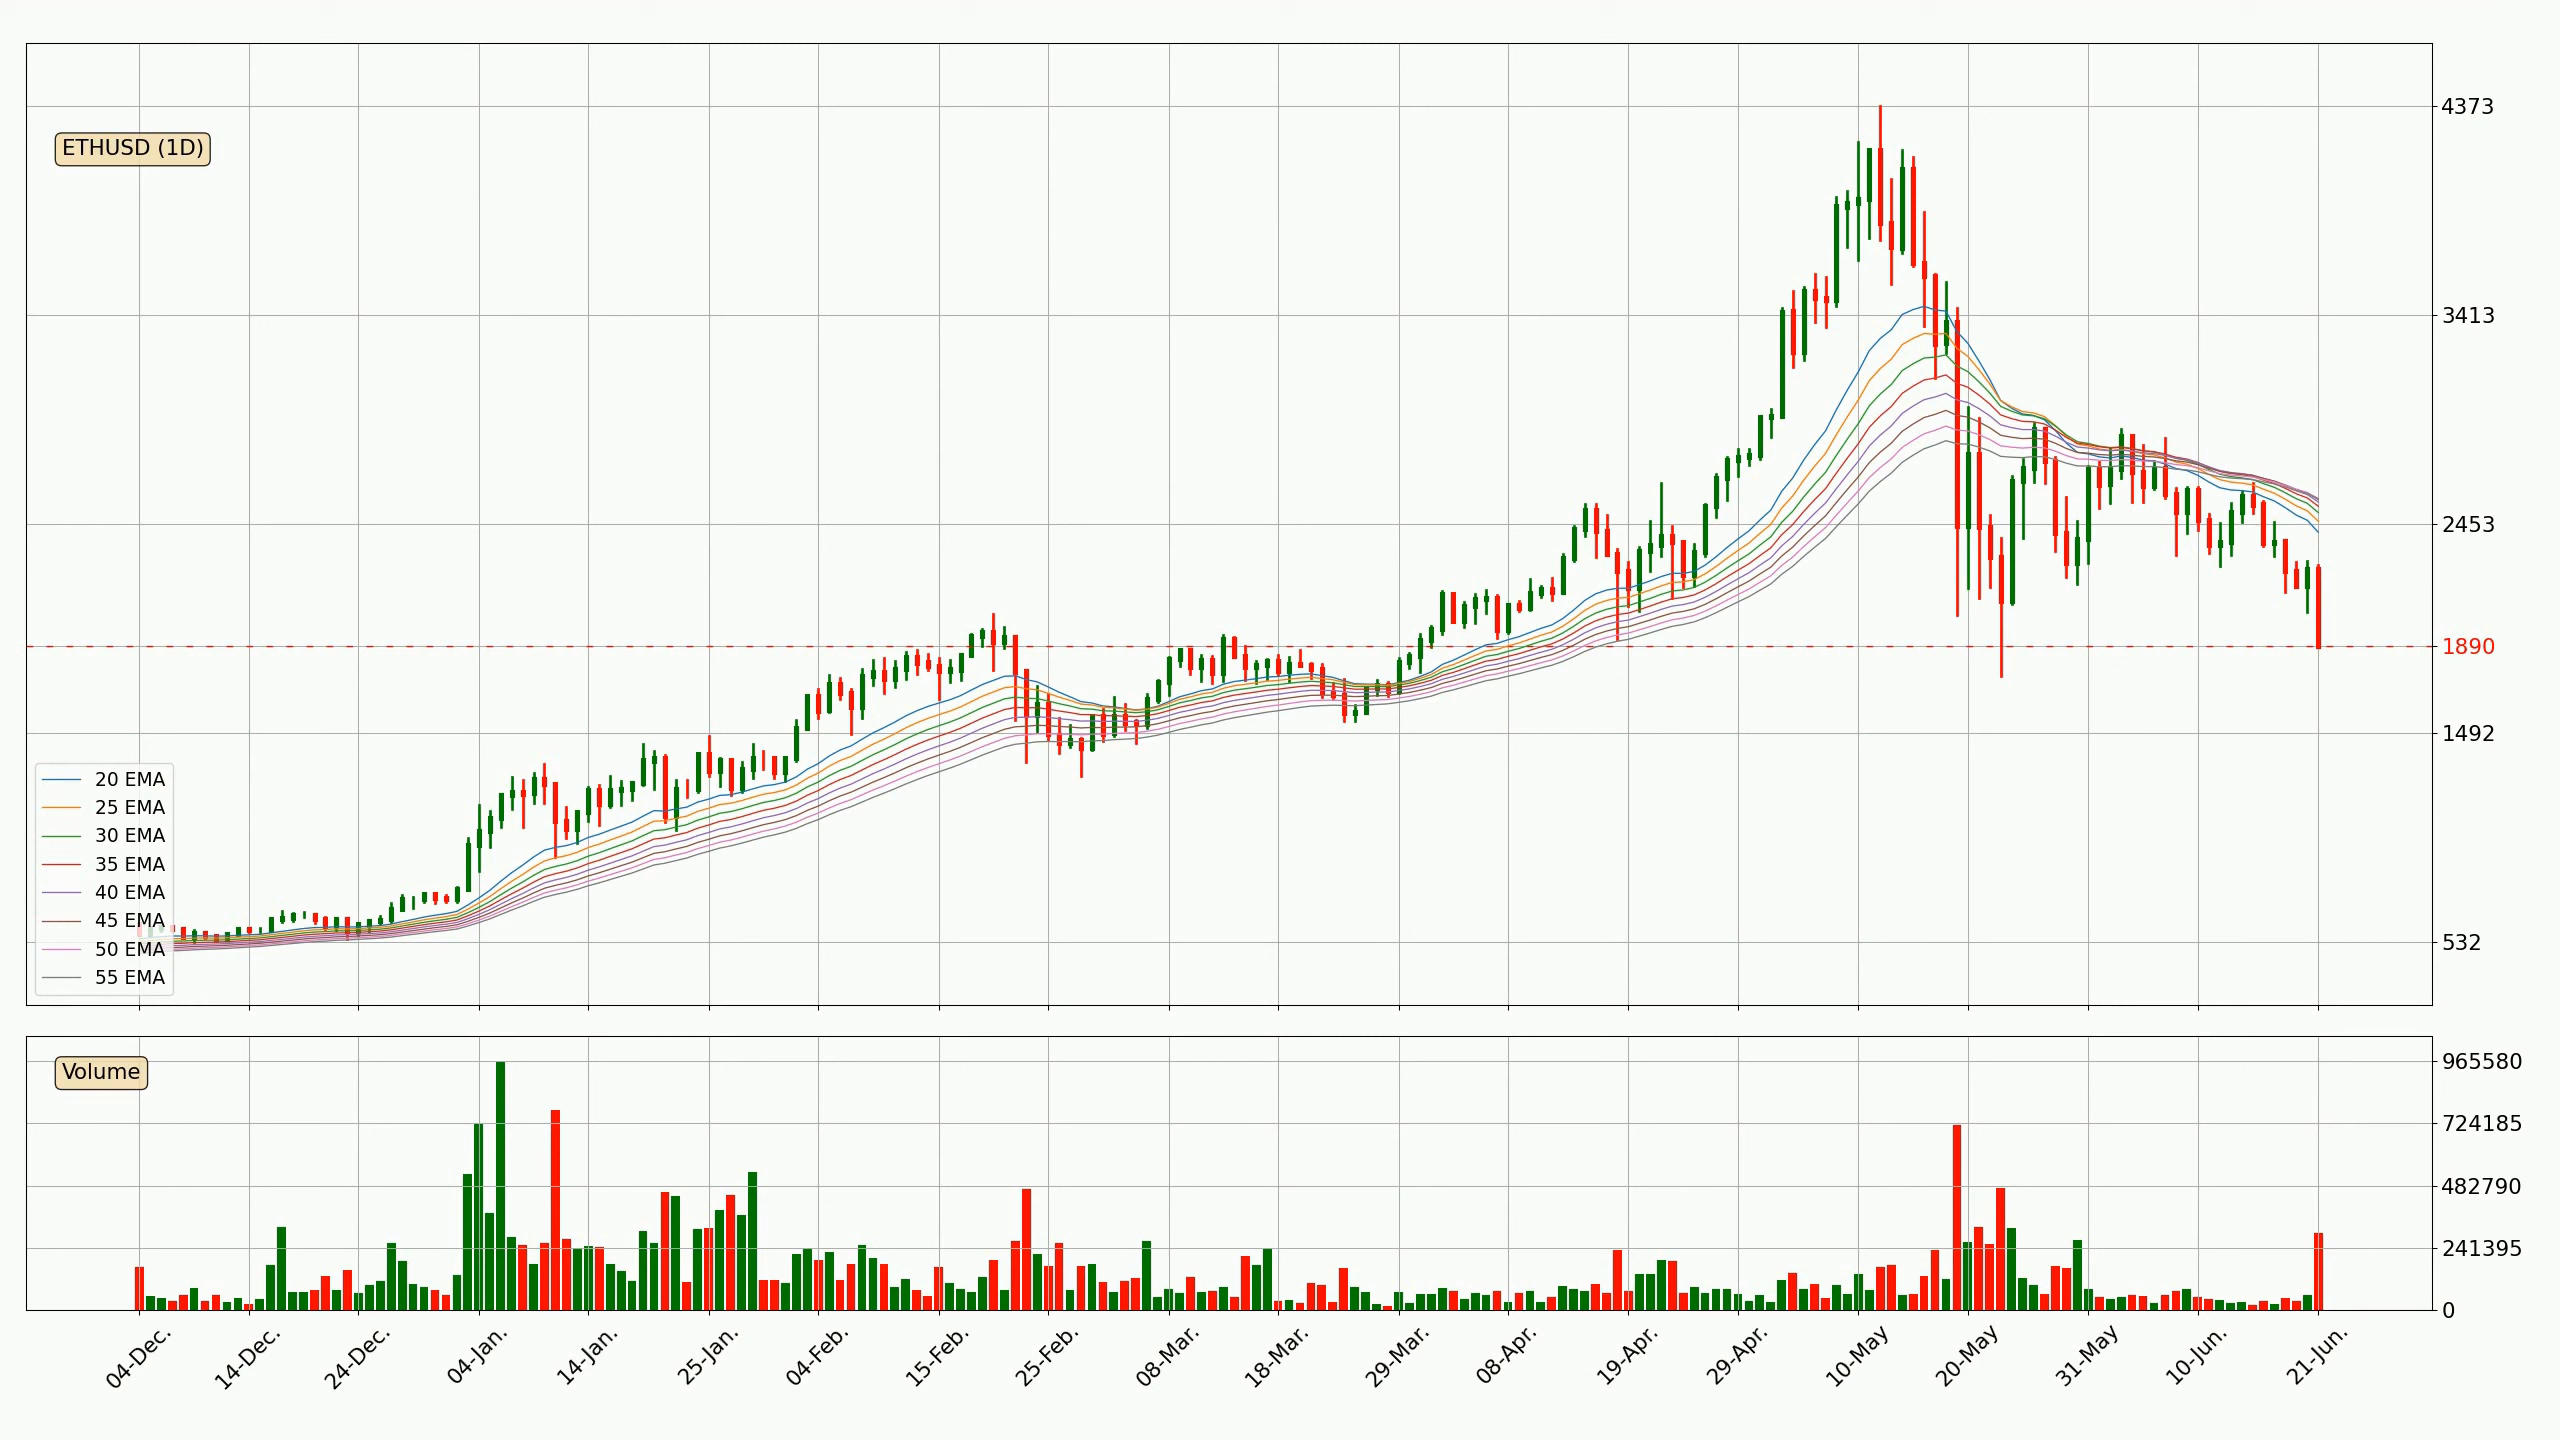 ETHUSD (1D)
4373
3413
2453
1890
1492
532
20 EMA
25 EMA
30 EMA
35 EMA
40 EMA
45 EMA
50 EMA
55 EMA
Volume
965580
724185
482790
241395
0
04-Dec.
14-Dec.
24-Dec.
04-Jan.
14-Jan.
25-Jan.
04-Feb.
15-Feb.
25-Feb.
08-Mar.
18-Mar.
29-Mar.
08-Apr.
19-Apr.
29-Apr.
10-May
20-May
31-May
10-Jun.
21-Jun.